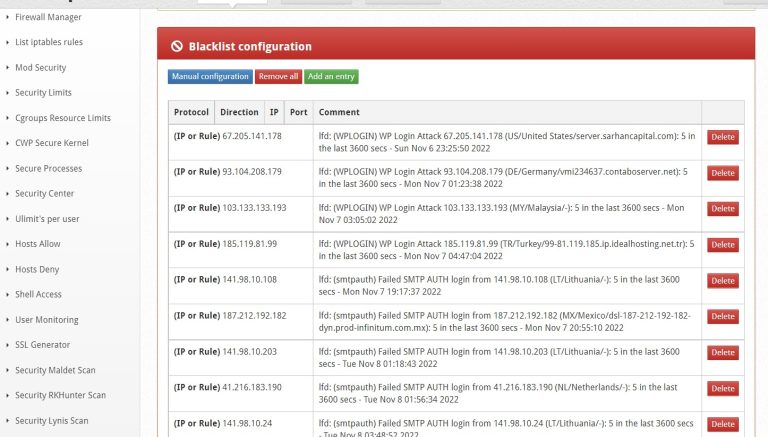 Firewall Manager
List iptables rules
Mod Security
Security Limits
Cgroups Resource Limits
CWP Secure Kernel
Secure Processes
Security Center
Ulimit's per user
Hosts Allow
Hosts Deny
Shell Access
User Monitoring
SSL Generator
Security Maldet Scan
Security RKHunter Scan
Security Lynis Scan
Blacklist configuration
Manual configuration Remove all Add an entry
Protocol Direction IP Port Comment
(IP or Rule) 67.205.141.178 lfd: (WPLOGIN) WP Login Attack 67.205.141.178 (US/United States/server.sarhancapital.com): 5 in
the last 3600 secs - Sun Nov 6 23:25:50 2022 Delete
(IP or Rule) 93.104.208.179 lfd: (WPLOGIN) WP Login Attack 93.104.208.179 (DE/Germany/vmi234637.contaboserver.net): 5
in the last 3600 secs - Mon Nov 7 01:23:38 2022 Delete
(IP or Rule) 103.133.133.193 lfd: (WPLOGIN) WP Login Attack 103.133.133.193 (MY/Malaysia/-): 5 in the last 3600 secs - Mon
Nov 7 03:05:02 2022 Delete
(IP or Rule) 185.119.81.99 lfd: (WPLOGIN) WP Login Attack 185.119.81.99 (TR/Turkey/99-81.119.185.ip.idealhosting.net.tr): 5
in the last 3600 secs - Mon Nov 7 04:47:04 2022 Delete
(IP or Rule) 141.98.10.108 lfd: (smtpauth) Failed SMTP AUTH login from 141.98.10.108 (LT/Lithuania/-): 5 in the last 3600
secs - Mon Nov 7 19:17:37 2022 Delete
(IP or Rule) 187.212.192.182 lfd: (smtpauth) Failed SMTP AUTH login from 187.212.192.182 (MX/Mexico/dsl-187-212-192-182-
dyn.prod-infinitum.com.mx): 5 in the last 3600 secs - Mon Nov 7 20:55:10 2022 Delete
(IP or Rule) 141.98.10.203 lfd: (smtpauth) Failed SMTP AUTH login from 141.98.10.203 (LT/Lithuania/-): 5 in the last 3600
secs - Tue Nov 8 01:18:43 2022 Delete
(IP or Rule) 41.216.183.190 lfd: (smtpauth) Failed SMTP AUTH login from 41.216.183.190 (NL/Netherlands/-): 5 in the last 3600
secs - Tue Nov 8 01:56:34 2022 Delete
(IP or Rule) 141.98.10.24 lfd: (smtpauth) Failed SMTP AUTH login from 141.98.10.24 (LT/Lithuania/-): 5 in the last 3600
secs - Tue Nov 8 03:48:57 2022 Delete